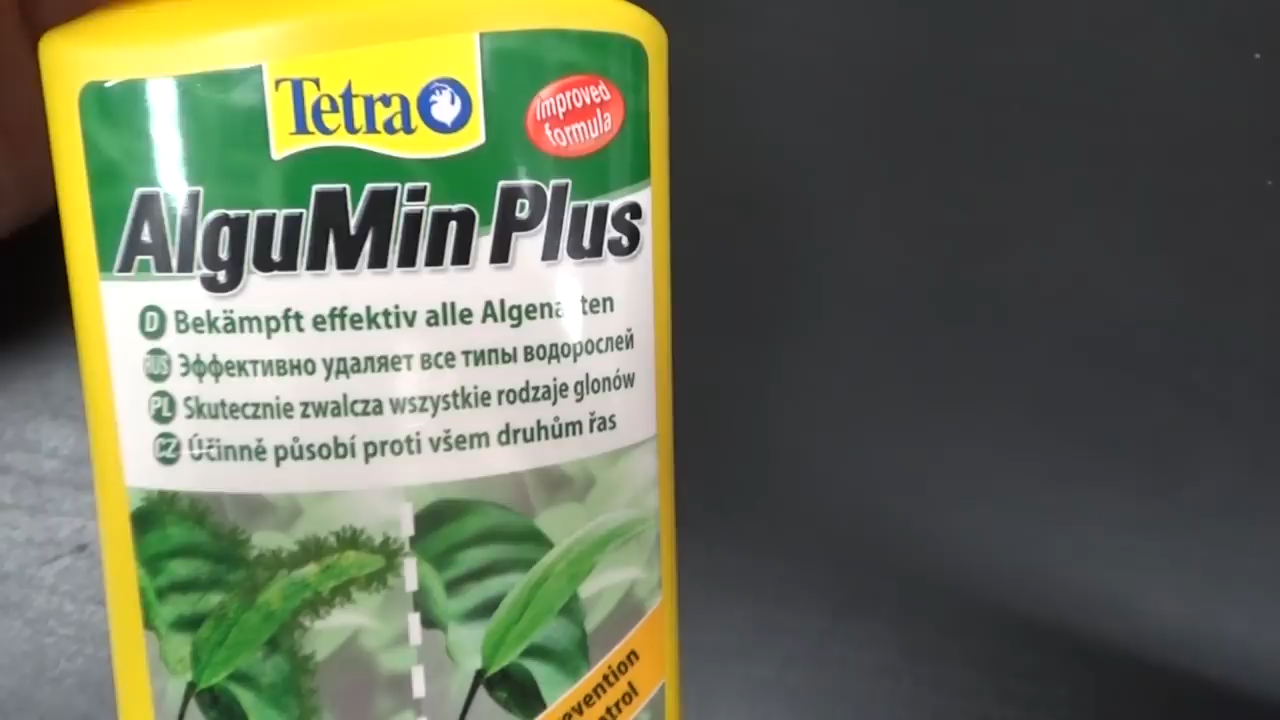 Tetra
improved
formula
AlguMin Plus
D Bekämpft effektiv alle Algenarten
RUS Эффективно удаляет все типы водорослей
PL Skutecznie zwalcza wszystkie rodzaje glonów
CZ Účinně působí proti všem druhům řas